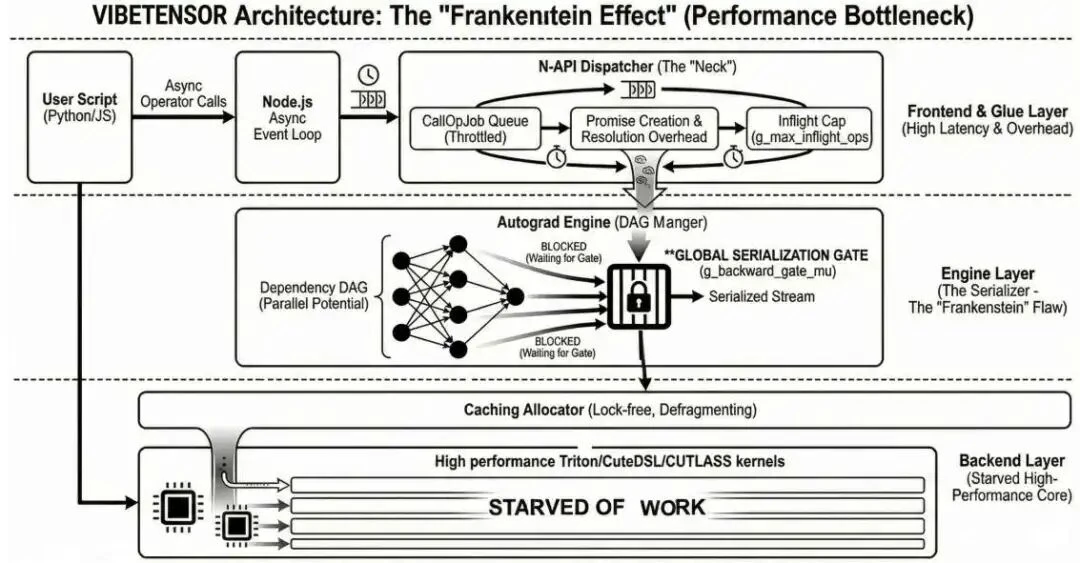 VIBETENSOR Architecture: The "Frankenıtein Effect" (Performance Bottleneck)
User Script
(Python/JS)
Async
Operator Calls
Node.js
Async
Event Loop
N-API Dispatcher (The "Neck")
CallOpJob Queue
(Throttled)
Promise Creation &
Resolution Overhead
Inflight Cap
(g_max_inflight_ops
Frontend & Glue Layer
(High Latency & Overhead)
Autograd Engine (DAG Manger)
Dependency DAG
(Parallel Potential)
BLOCKED
(Waiting for Gate)
BLOCKED
(Waiting for Gate)
**GLOBAL SERIALIZATION GATE
(g_backward_gate_mu)
Serialized Stream
Engine Layer
(The Serializer -
The "Frankenstein" Flaw)
Caching Allocator (Lock-free, Defragmenting)
High performance Triton/CuteDSL/CUTLASS kernels
STARVED OF WORK
Backend Layer
(Starved High-
Performance Core)